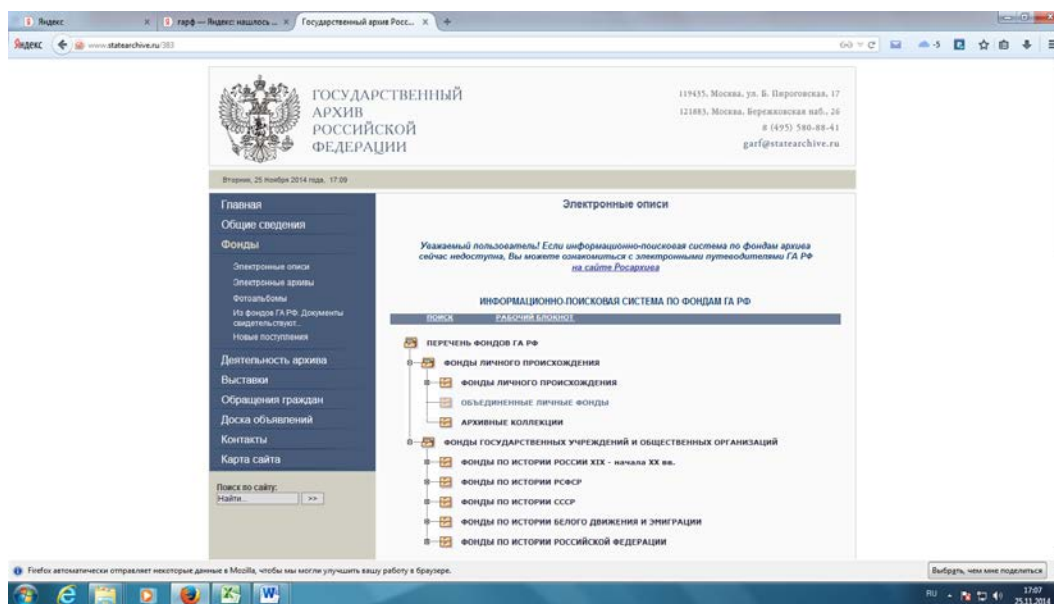 Яндекс
гарф — Яндекс: нашлось ...
Государственный архив Росс...
Яндекс
www.statearchive.ru/383
-5
ГОСУДАРСТВЕННЫЙ
АРХИВ
РОССИЙСКОЙ
ФЕДЕРАЦИИ
119435, Москва, ул. Б. Пироговская, 17
121883, Москва, Бережковская наб., 26
8 (495) 580-88-41
garf@statearchive.ru
Вторник, 25 Ноября 2014 года, 17:09
Главная
Общие сведения
Фонды
Электронные описи
Электронные архивы
Фотоальбомы
Из фондов ГА РФ. Документы
свидетельствуют...
Новые поступления
Деятельность архива
Выставки
Обращения граждан
Доска объявлений
Контакты
Карта сайта
Поиск по сайту:
Найти...
>>
Электронные описи
Уважаемый пользователь! Если информационно-поисковая система по фондам архива
сейчас недоступна, Вы можете ознакомиться с электронными путеводителями ГА РФ
на сайте Росархива
ИНФОРМАЦИОННО-ПОИСКОВАЯ СИСТЕМА ПО ФОНДАМ ГА РФ
ПОИСК РАБОЧИЙ БЛОКНОТ
ПЕРЕЧЕНЬ ФОНДОВ ГА РФ
ФОНДЫ ЛИЧНОГО ПРОИСХОЖДЕНИЯ
ФОНДЫ ЛИЧНОГО ПРОИСХОЖДЕНИЯ
ОБЪЕДИНЕННЫЕ ЛИЧНЫЕ ФОНДЫ
АРХИВНЫЕ КОЛЛЕКЦИИ
ФОНДЫ ГОСУДАРСТВЕННЫХ УЧРЕЖДЕНИЙ И ОБЩЕСТВЕННЫХ ОРГАНИЗАЦИЙ
ФОНДЫ ПО ИСТОРИИ РОССИИ XIX - начала XX вв.
ФОНДЫ ПО ИСТОРИИ РСФСР
ФОНДЫ ПО ИСТОРИИ СССР
ФОНДЫ ПО ИСТОРИИ БЕЛОГО ДВИЖЕНИЯ И ЭМИГРАЦИИ
ФОНДЫ ПО ИСТОРИИ РОССИЙСКОЙ ФЕДЕРАЦИИ
Firefox автоматически отправляет некоторые данные в Mozilla, чтобы мы могли улучшить вашу работу в браузере.
Выбрать, чем мне поделиться
RU
17:07
25.11.2014